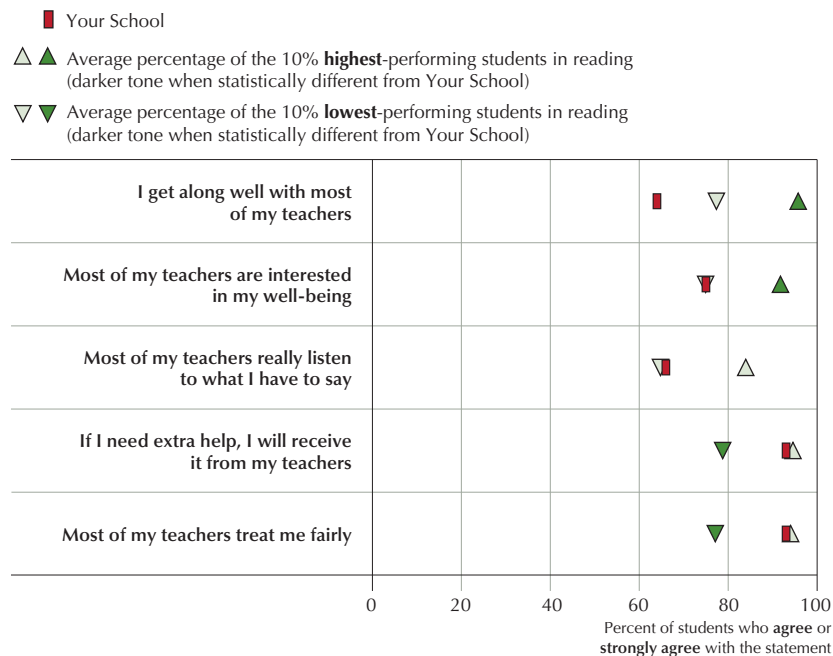 Your School
Average percentage of the 10% highest-performing students in reading
(darker tone when statistically different from Your School)
Average percentage of the 10% lowest-performing students in reading
(darker tone when statistically different from Your School)
I get along well with most
of my teachers
Most of my teachers are interested
in my well-being
Most of my teachers really listen
to what I have to say
If I need extra help, I will receive
it from my teachers
Most of my teachers treat me fairly
0 20 40 60 80 100
Percent of students who agree or
strongly agree with the statement